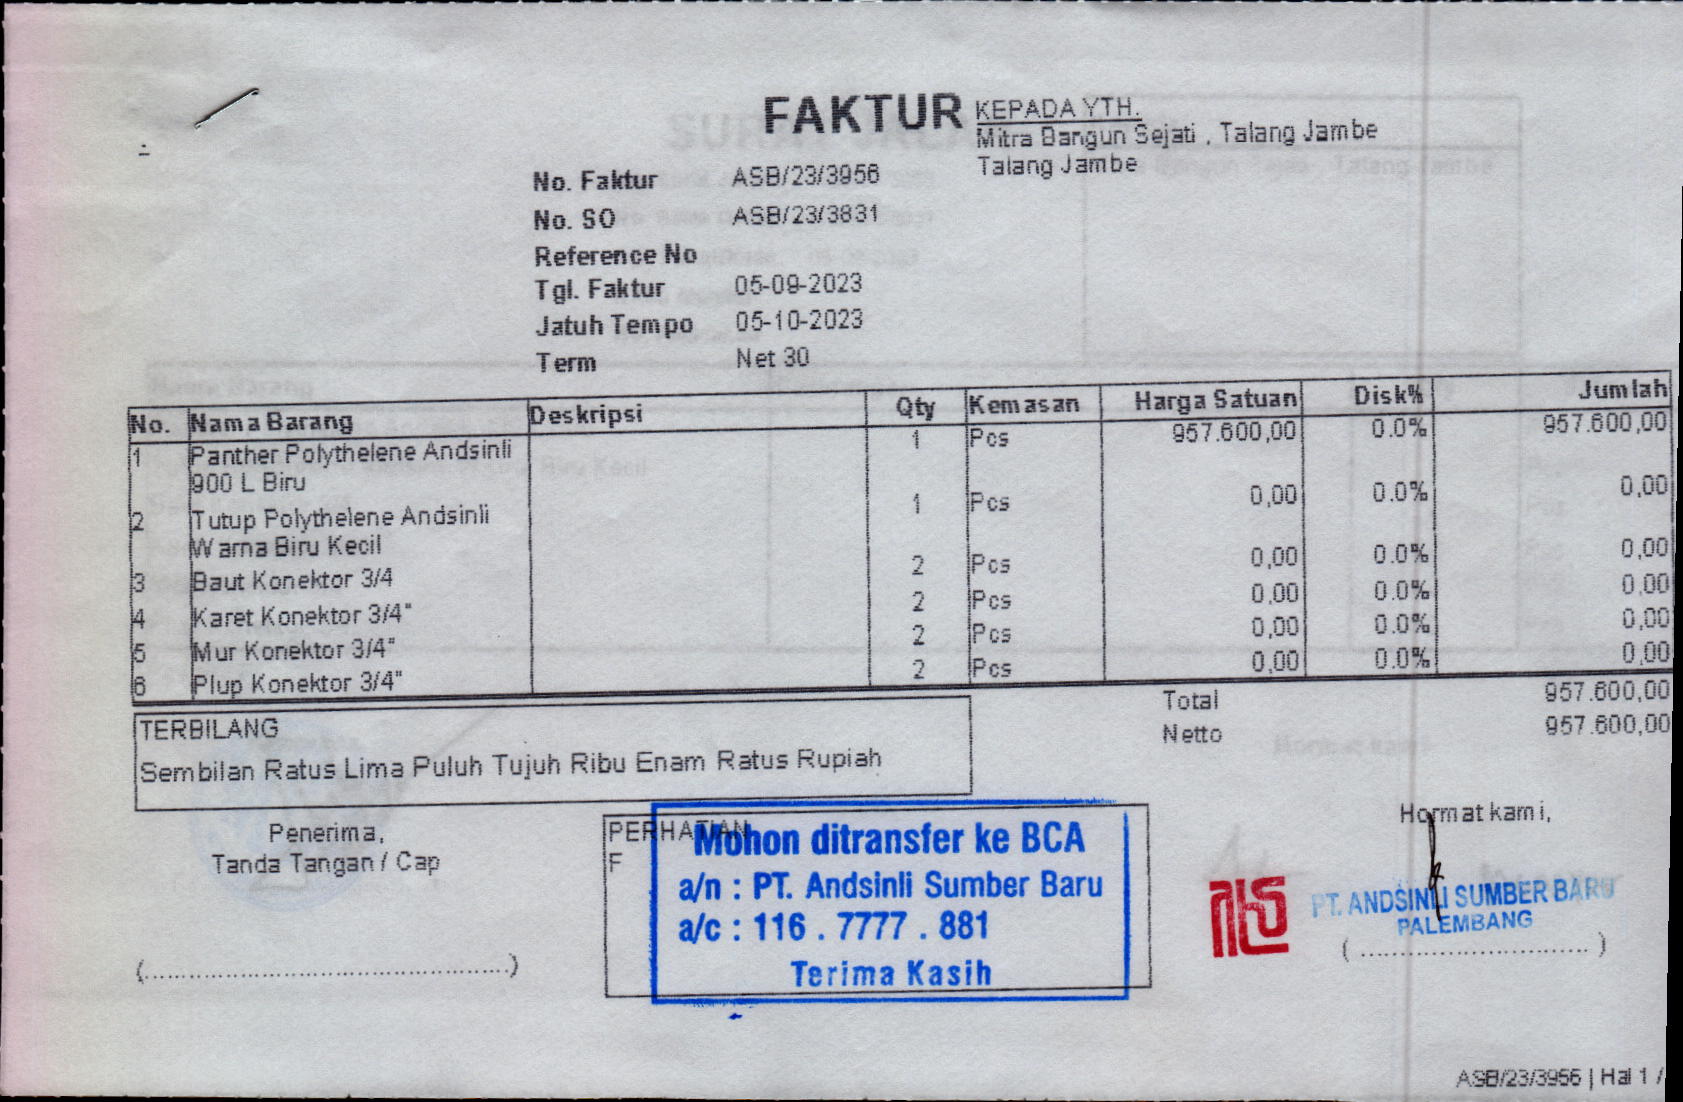 FAKTUR
KEPADA YTH.
Mitra Bangun Sejati , Talang Jambe
Talang Jambe
No. Faktur ASB/23/3956
No. SO ASB/23/3831
Reference No
Tgl. Faktur 05-09-2023
Jatuh Tempo 05-10-2023
Term Net 30
No. Nama Barang Deskripsi Qty Kemasan Harga Satuan Disk% Jumlah
1 Panther Polythelene Andsinli 1 Pcs 957.600,00 0.0% 957.600,00
900 L Biru
2 Tutup Polythelene Andsinli 1 Pcs 0,00 0.0% 0,00
Warna Biru Kecil
3 Baut Konektor 3/4 2 Pcs 0,00 0.0% 0,00
4 Karet Konektor 3/4" 2 Pcs 0,00 0.0% 0,00
5 Mur Konektor 3/4" 2 Pcs 0,00 0.0% 0,00
6 Plup Konektor 3/4" 2 Pcs 0,00 0.0% 0,00
Total 957.600,00
Netto 957.600,00
TERBILANG
Sembilan Ratus Lima Puluh Tujuh Ribu Enam Ratus Rupiah
Penerima,
Tanda Tangan / Cap
(................................................)
PERHATIAN
F
Mohon ditransfer ke BCA
a/n : PT. Andsinli Sumber Baru
a/c : 116 . 7777 . 881
Terima Kasih
Hormat kami,
PT. ANDSINLI SUMBER BARU
PALEMBANG
( .............................. )
ASB/23/3956 | Hal 1 /